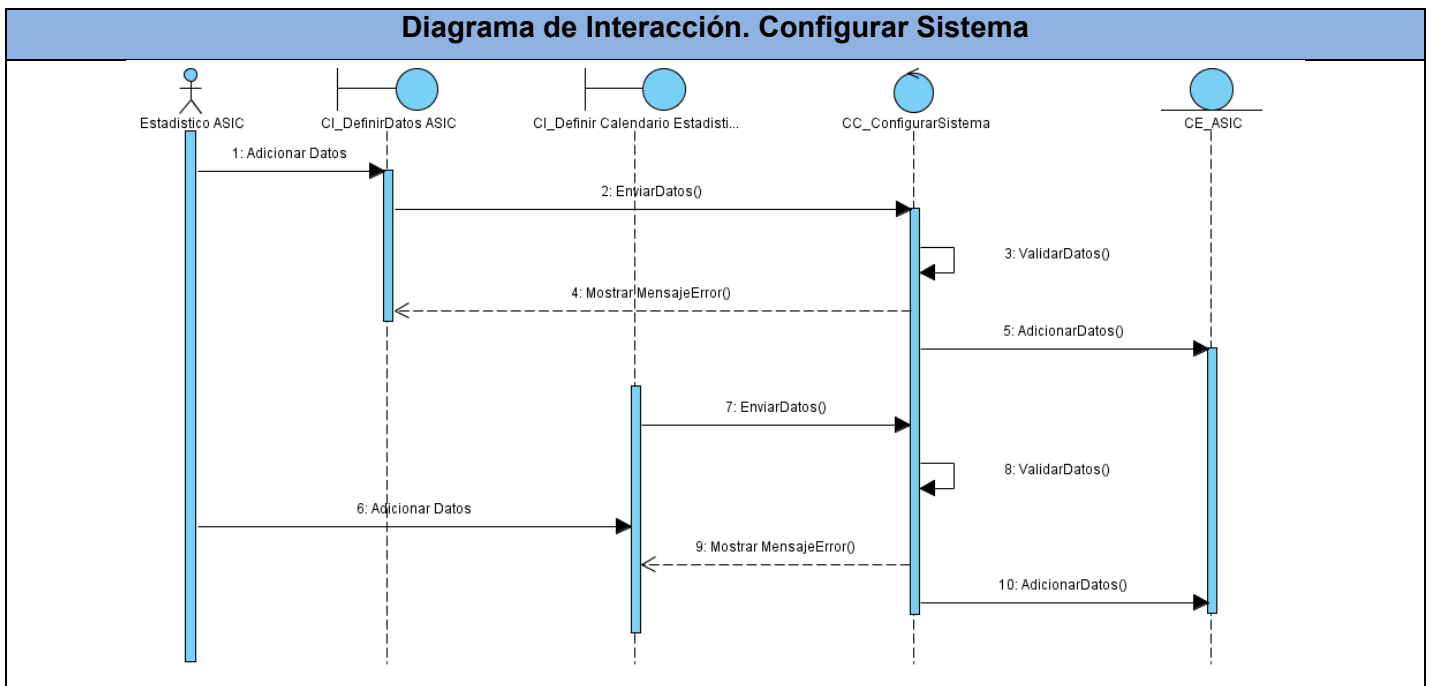 Diagrama de Interacción. Configurar Sistema
Estadistico ASIC
CI_DefinirDatos ASIC
CI_Definir Calendario Estadisti...
CC_ConfigurarSistema
CE_ASIC
1: Adicionar Datos
2: EnviarDatos()
3: ValidarDatos()
4: Mostrar MensajeError()
5: AdicionarDatos()
7: EnviarDatos()
8: ValidarDatos()
6: Adicionar Datos
9: Mostrar MensajeError()
10: AdicionarDatos()